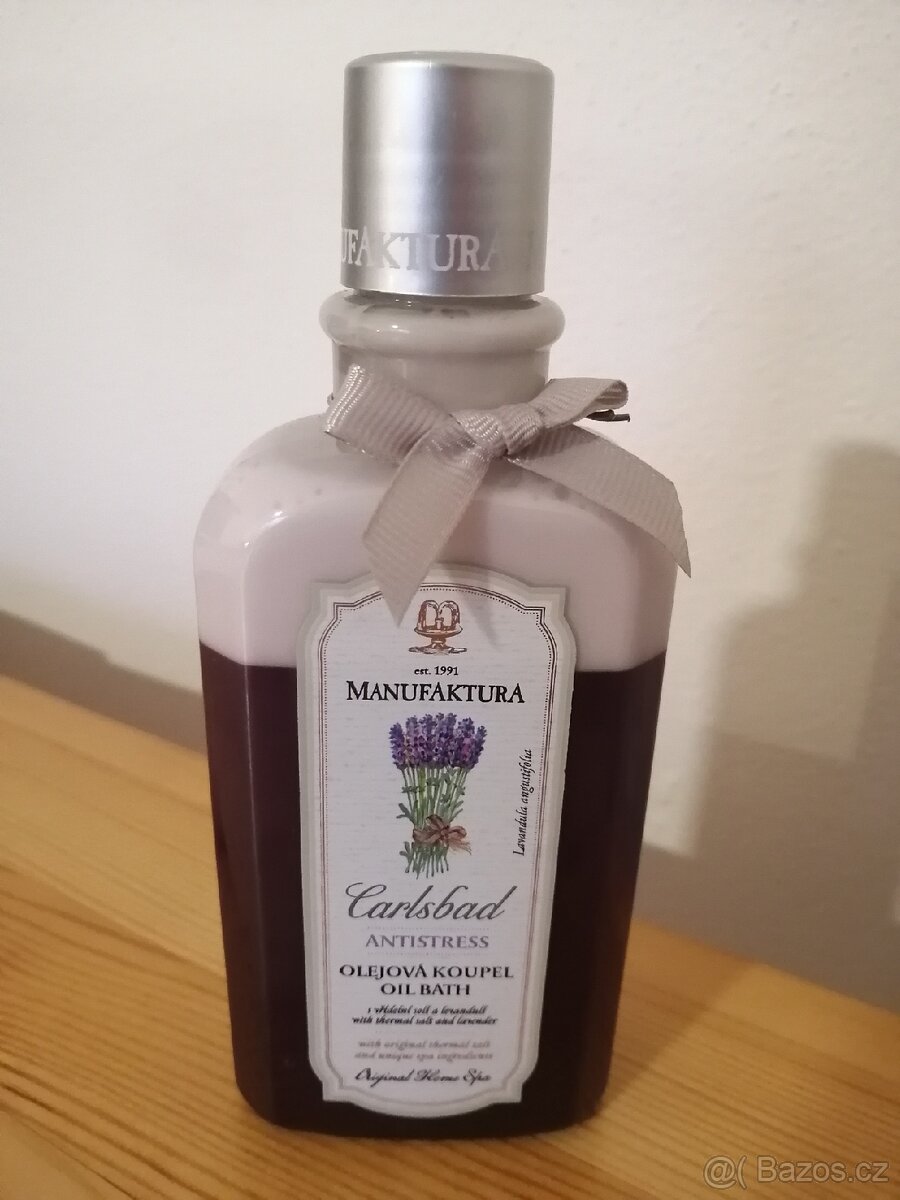 UFAKTURA
est. 1991
MANUFAKTURA
Lavandula angustifolia
Carlsbad
ANTISTRESS
OLEJOVÁ KOUPEL
OIL BATH
s vřídelní solí a levandulí
with thermal salt and lavender
with original thermal salt
and unique spa ingredients
Original Home Spa
@( Bazos.cz